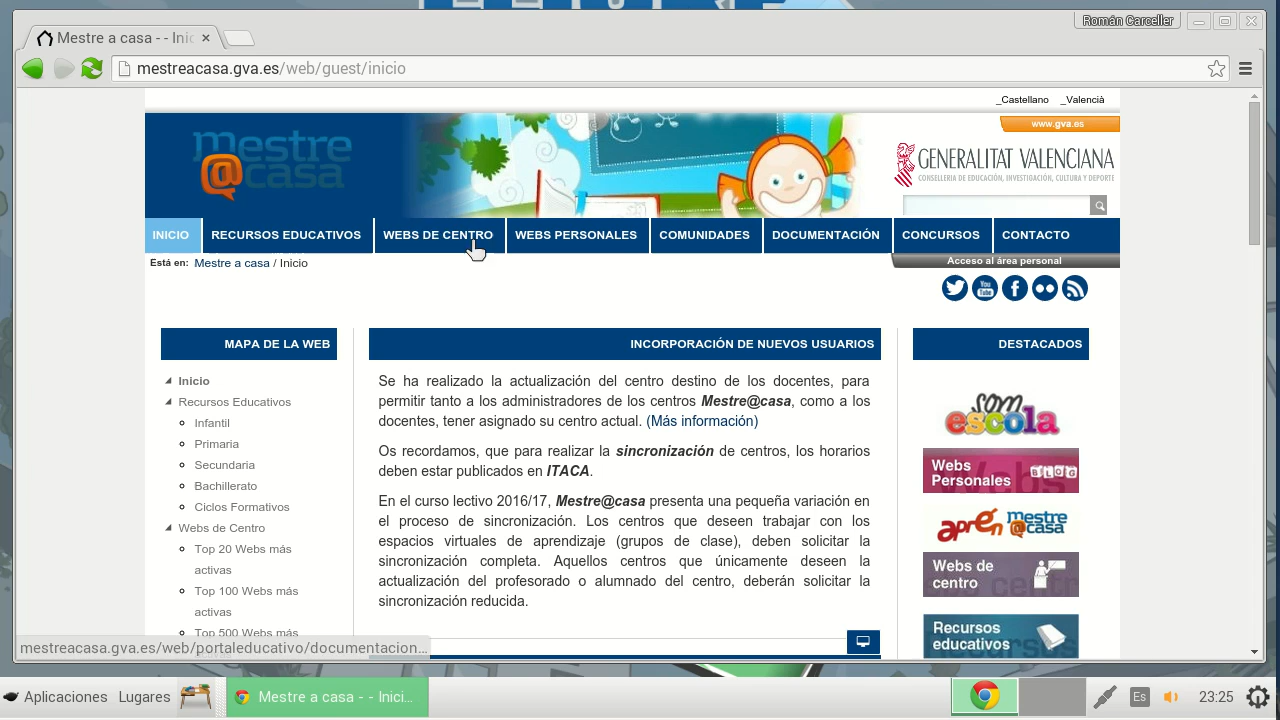 Román Carceller
Mestre a casa - - Inic
mestreacasa.gva.es/web/guest/inicio
_Castellano _Valencià
www.gva.es
mestre
@casa
GENERALITAT VALENCIANA
CONSELLERIA DE EDUCACIÓN, INVESTIGACIÓN, CULTURA Y DEPORTE
INICIO RECURSOS EDUCATIVOS WEBS DE CENTRO WEBS PERSONALES COMUNIDADES DOCUMENTACIÓN CONCURSOS CONTACTO
Está en: Mestre a casa / Inicio
Acceso al área personal
You Tube
MAPA DE LA WEB
Inicio
Recursos Educativos
Infantil
Primaria
Secundaria
Bachillerato
Ciclos Formativos
Webs de Centro
Top 20 Webs más
activas
Top 100 Webs más
activas
Top 500 Webs más
INCORPORACIÓN DE NUEVOS USUARIOS
Se ha realizado la actualización del centro destino de los docentes, para
permitir tanto a los administradores de los centros Mestre@casa, como a los
docentes, tener asignado su centro actual. (Más información)
Os recordamos, que para realizar la sincronización de centros, los horarios
deben estar publicados en ITACA.
En el curso lectivo 2016/17, Mestre@casa presenta una pequeña variación en
el proceso de sincronización. Los centros que deseen trabajar con los
espacios virtuales de aprendizaje (grupos de clase), deben solicitar la
sincronización completa. Aquellos centros que únicamente deseen la
actualización del profesorado o alumnado del centro, deberán solicitar la
sincronización reducida.
DESTACADOS
som
escola
Webs
Personales
BLOG
apren mestre
@casa
Webs de
centro
Recursos
educativos
mestreacasa.gva.es/web/portaleducativo/documentacion...
Aplicaciones Lugares Mestre a casa - - Inici... Es 23:25